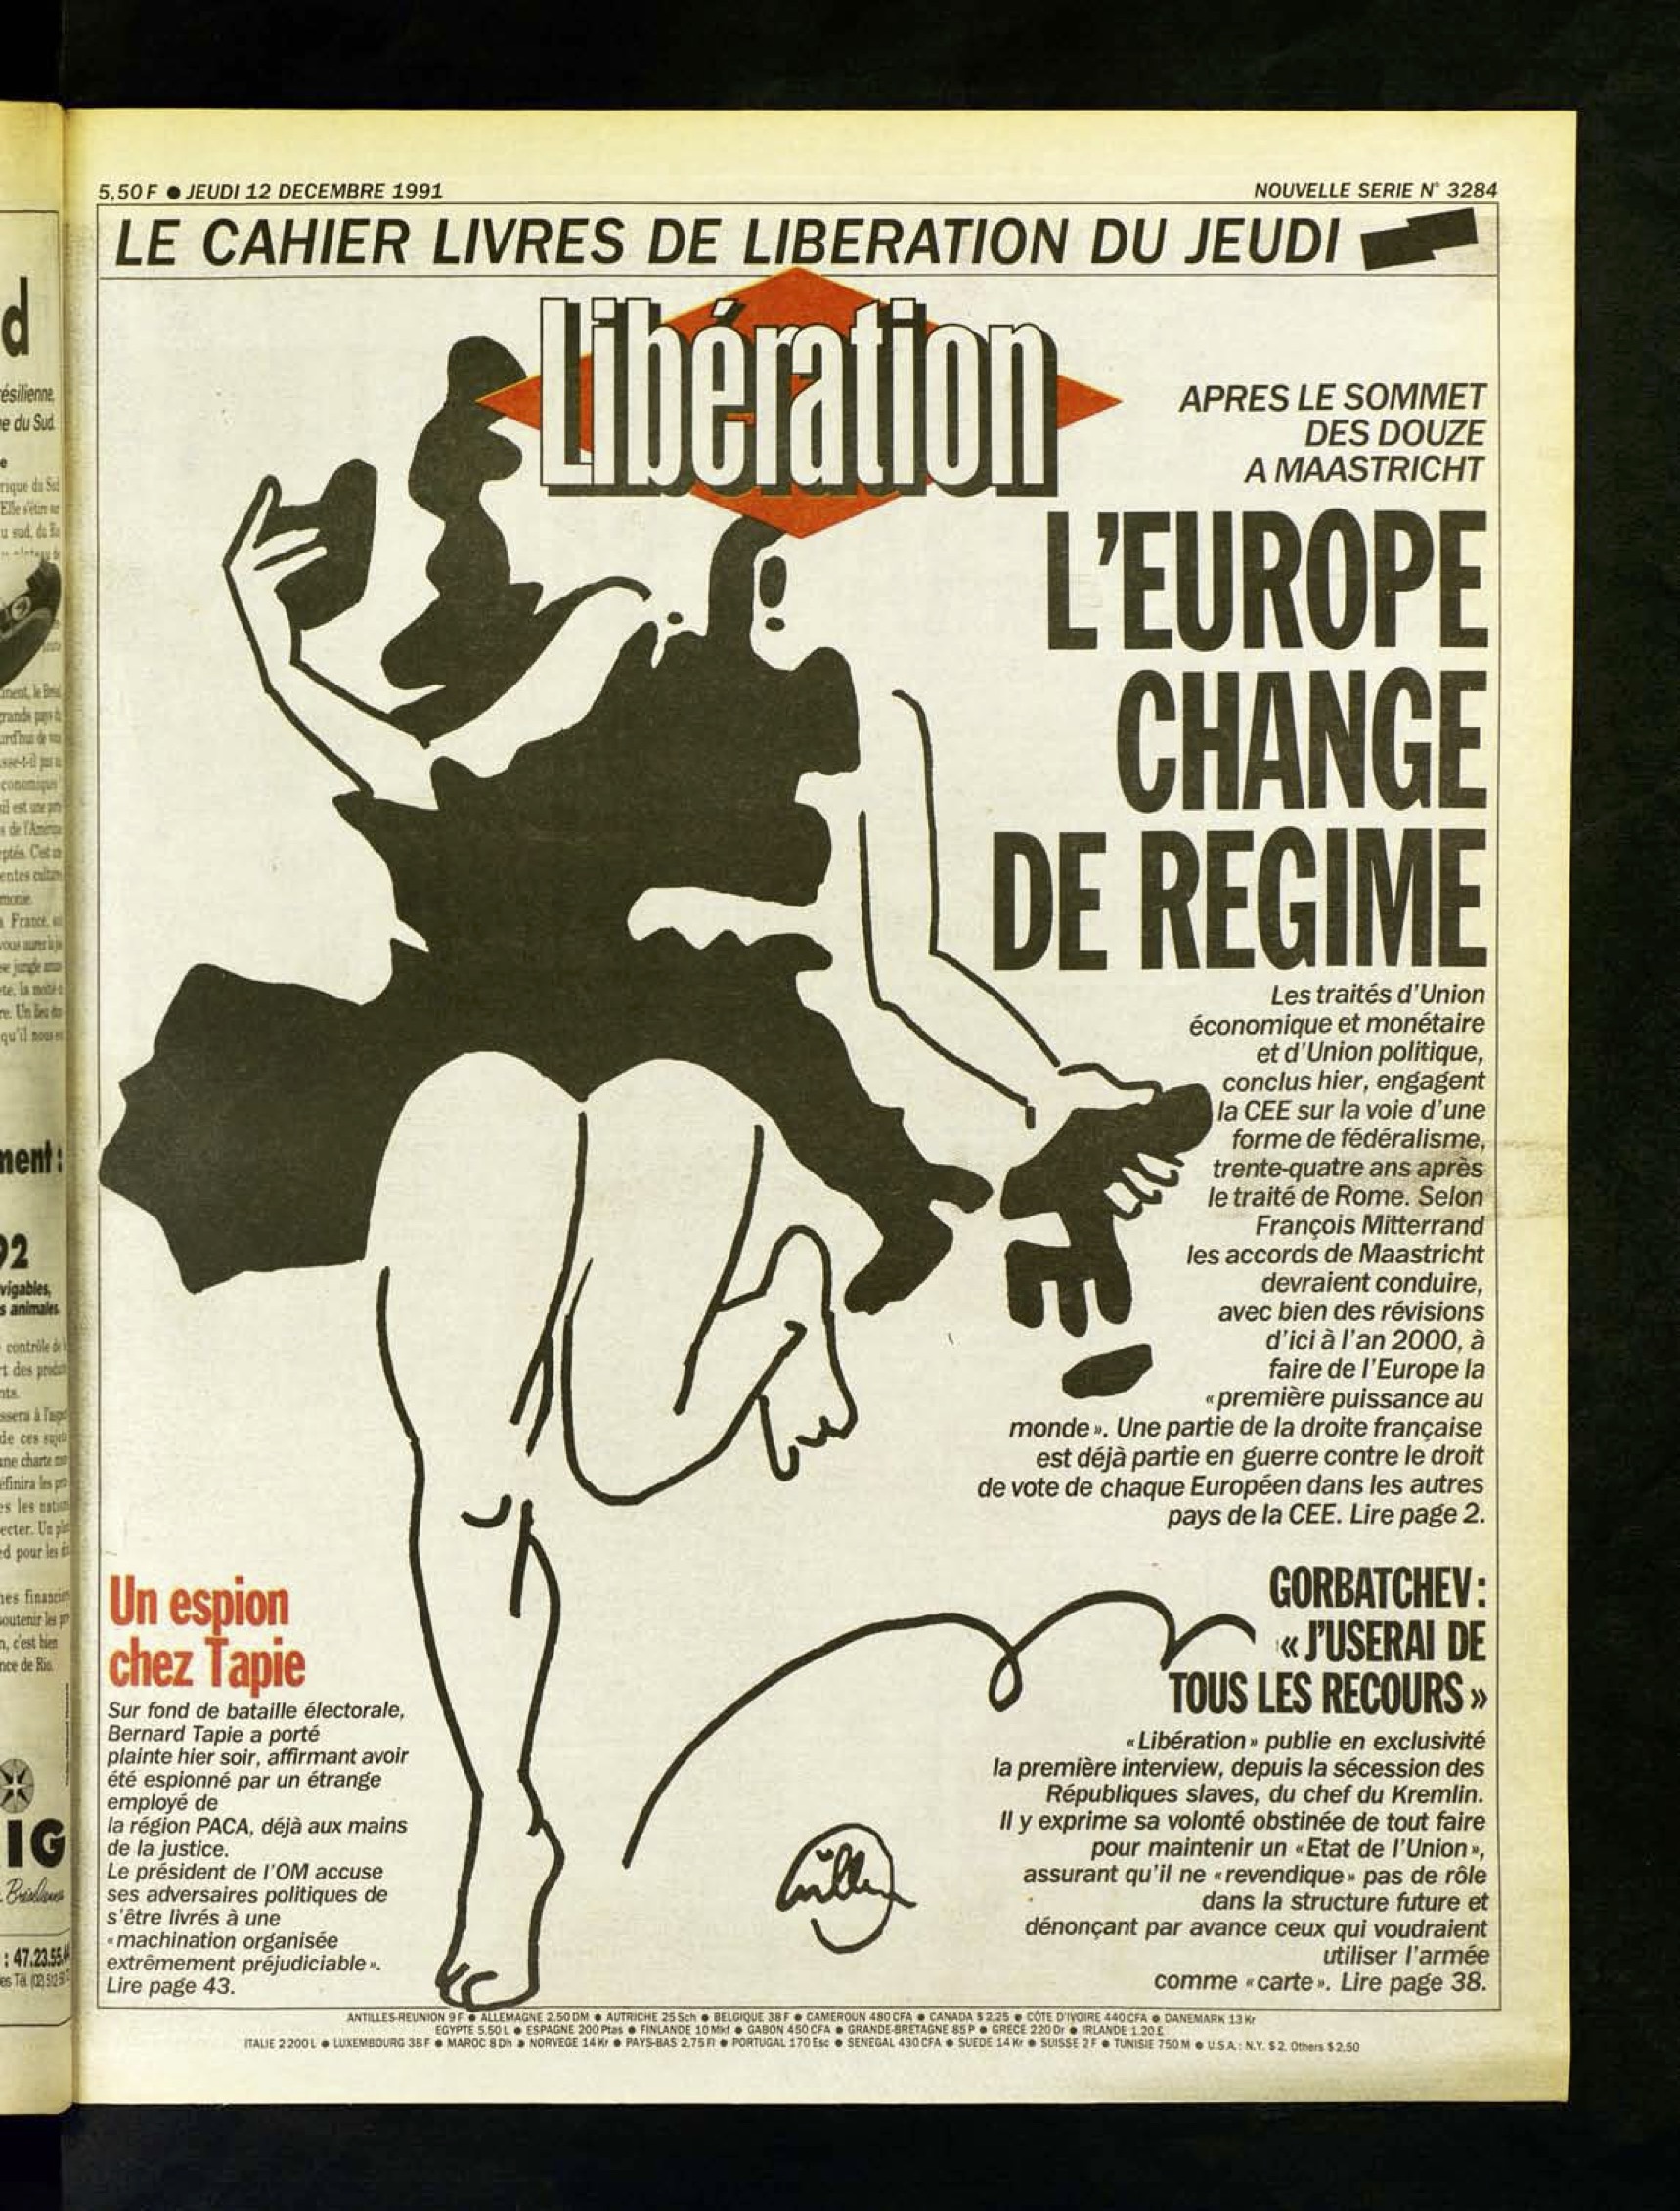 5,50 F ● JEUDI 12 DECEMBRE 1991
NOUVELLE SERIE N° 3284
LE CAHIER LIVRES DE LIBERATION DU JEUDI
Libération
APRES LE SOMMET
DES DOUZE
A MAASTRICHT
L'EUROPE
CHANGE
DE REGIME
Les traités d'Union
économique et monétaire
et d'Union politique,
conclus hier, engagent
la CEE sur la voie d'une
forme de fédéralisme,
trente-quatre ans après
le traité de Rome. Selon
François Mitterrand
les accords de Maastricht
devraient conduire,
avec bien des révisions
d'ici à l'an 2000, à
faire de l'Europe la
«première puissance au
monde». Une partie de la droite française
est déjà partie en guerre contre le droit
de vote de chaque Européen dans les autres
pays de la CEE. Lire page 2.
Un espion
chez Tapie
Sur fond de bataille électorale,
Bernard Tapie a porté
plainte hier soir, affirmant avoir
été espionné par un étrange
employé de
la région PACA, déjà aux mains
de la justice.
Le président de l'OM accuse
ses adversaires politiques de
s'être livrés à une
«machination organisée
extrêmement préjudiciable».
Lire page 43.
GORBATCHEV:
«J'USERAI DE
TOUS LES RECOURS»
«Libération» publie en exclusivité
la première interview, depuis la sécession des
Républiques slaves, du chef du Kremlin.
Il y exprime sa volonté obstinée de tout faire
pour maintenir un «Etat de l'Union»,
assurant qu'il ne «revendique» pas de rôle
dans la structure future et
dénonçant par avance ceux qui voudraient
utiliser l'armée
comme «carte». Lire page 38.
ANTILLES-REUNION 9 F ● ALLEMAGNE 2.50 DM ● AUTRICHE 25 Sch ● BELGIQUE 38 F ● CAMEROUN 480 CFA ● CANADA $ 2.25 ● CÔTE D'IVOIRE 440 CFA ● DANEMARK 13 Kr
EGYPTE 5.50 L ● ESPAGNE 200 Ptas ● FINLANDE 10 Mkf ● GABON 450 CFA ● GRANDE-BRETAGNE 85 P ● GRECE 220 Dr ● IRLANDE 1.20 £
ITALIE 2 200 L ● LUXEMBOURG 38 F ● MAROC 8 Dh ● NORVEGE 14 Kr ● PAYS-BAS 2.75 Fl ● PORTUGAL 170 Esc ● SENEGAL 430 CFA ● SUEDE 14 Kr ● SUISSE 2 F ● TUNISIE 750 M ● U.S.A.: N.Y. $ 2. Others $ 2,50